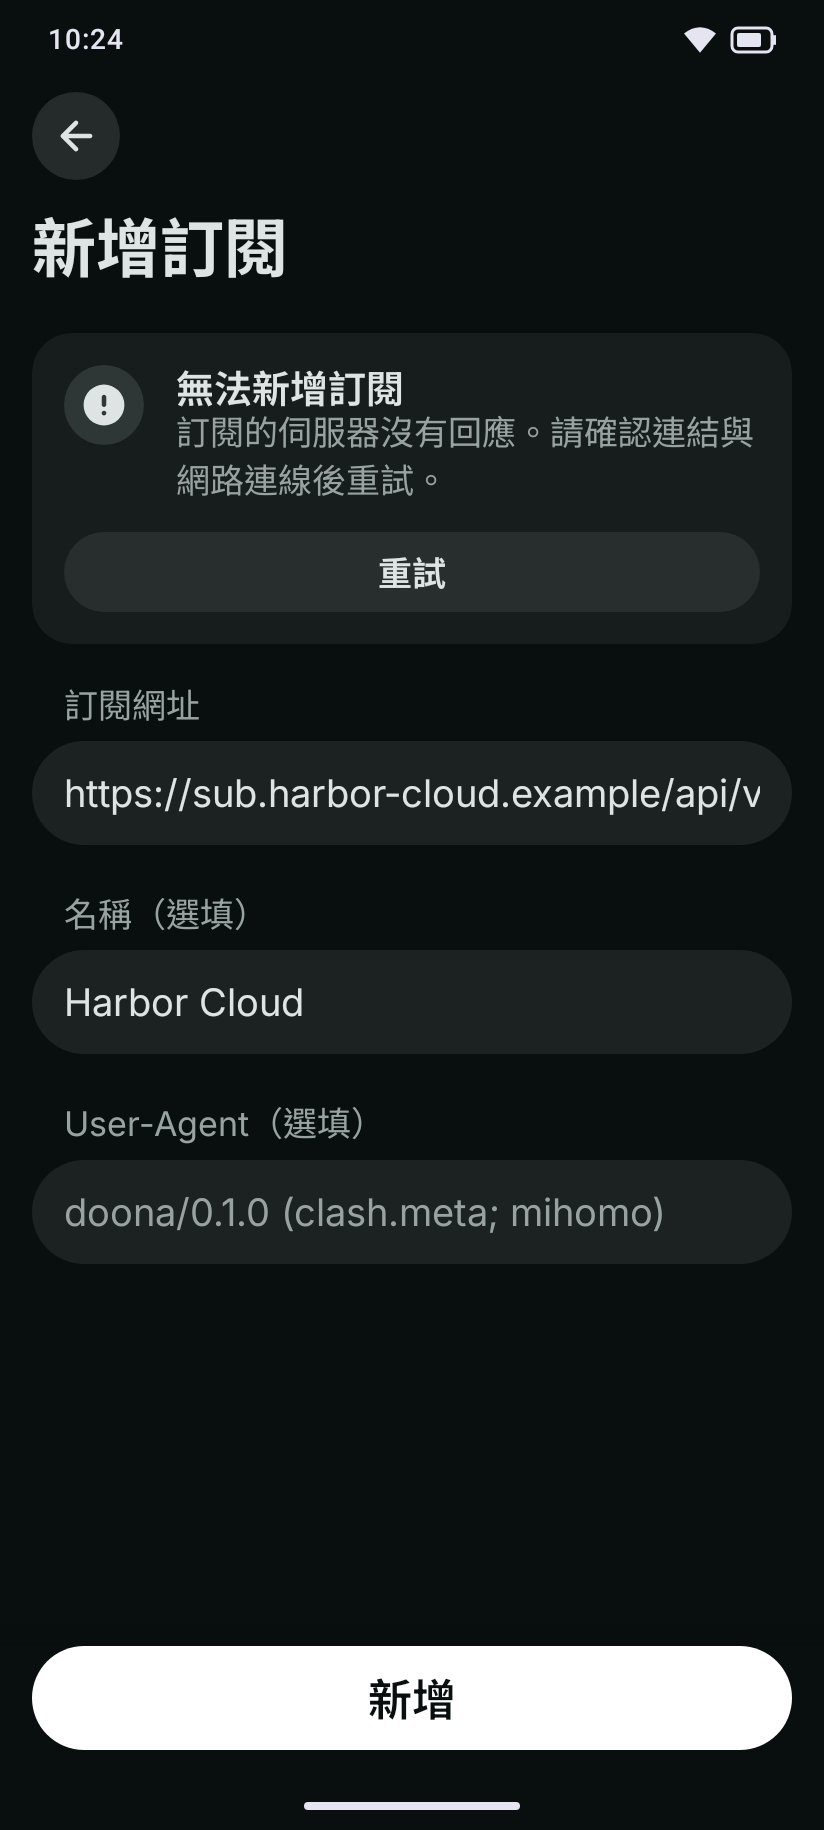 10:24
新增訂閱
無法新增訂閱
訂閱的伺服器沒有回應。請確認連結與
網路連線後重試。
重試
訂閱網址
https://sub.harbor-cloud.example/api/v
名稱（選填）
Harbor Cloud
User-Agent（選填）
doona/0.1.0 (clash.meta; mihomo)
新增